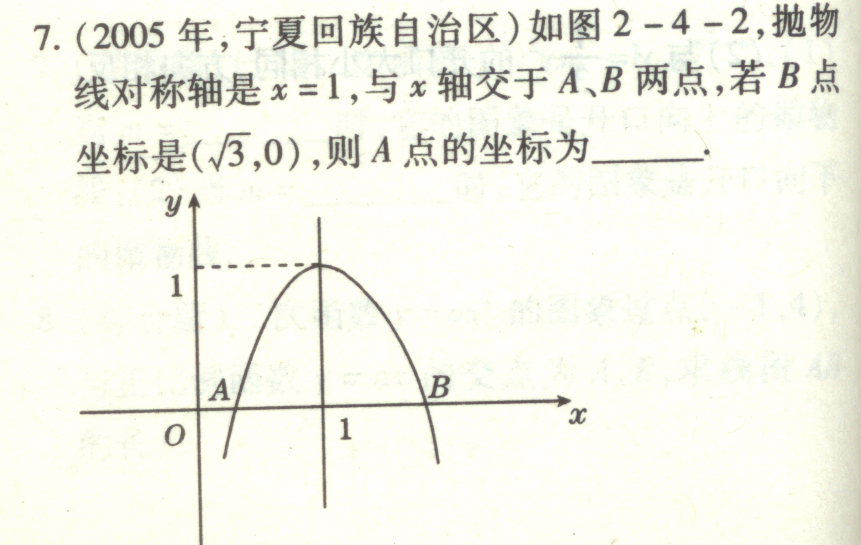 7. (2005 年,宁夏回族自治区)如图 2-4-2,抛物
线对称轴是 x=1,与 x 轴交于 A、B 两点,若 B 点
坐标是(√3,0),则 A 点的坐标为______.
y
1
A
B
O
1
x